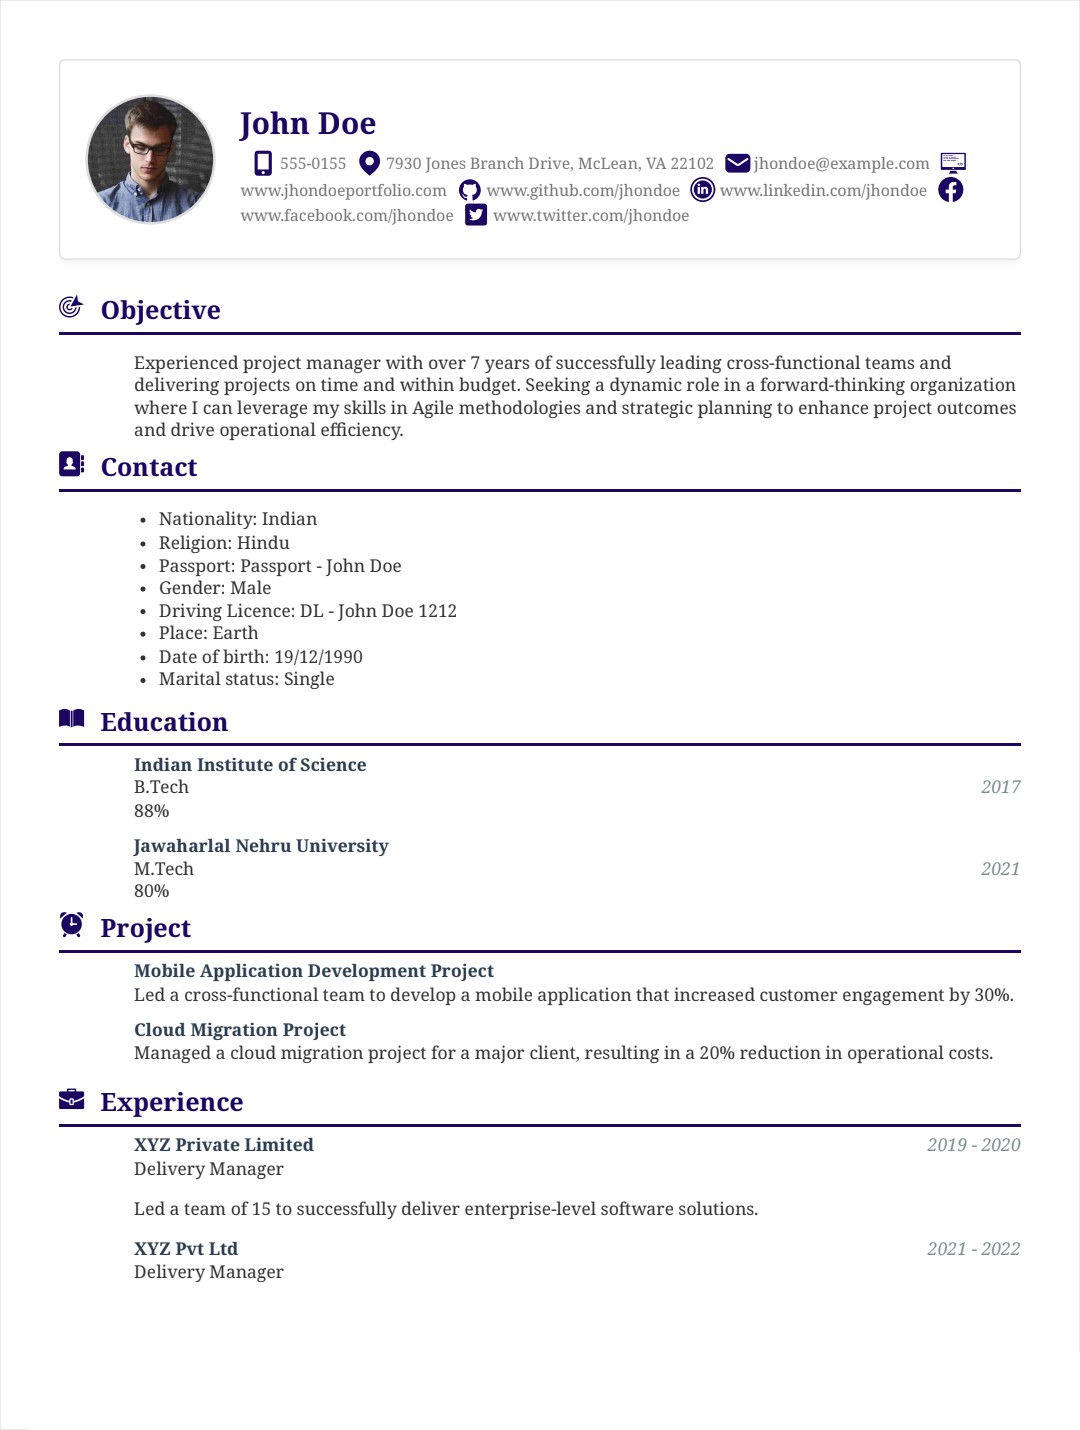 John Doe
555-0155 7930 Jones Branch Drive, McLean, VA 22102 jhondoe@example.com
www.jhondoeportfolio.com www.github.com/jhondoe www.linkedin.com/jhondoe
www.facebook.com/jhondoe www.twitter.com/jhondoe
Objective
Experienced project manager with over 7 years of successfully leading cross-functional teams and
delivering projects on time and within budget. Seeking a dynamic role in a forward-thinking organization
where I can leverage my skills in Agile methodologies and strategic planning to enhance project outcomes
and drive operational efficiency.
Contact
• Nationality: Indian
• Religion: Hindu
• Passport: Passport - John Doe
• Gender: Male
• Driving Licence: DL - John Doe 1212
• Place: Earth
• Date of birth: 19/12/1990
• Marital status: Single
Education
Indian Institute of Science
B.Tech 2017
88%
Jawaharlal Nehru University
M.Tech 2021
80%
Project
Mobile Application Development Project
Led a cross-functional team to develop a mobile application that increased customer engagement by 30%.
Cloud Migration Project
Managed a cloud migration project for a major client, resulting in a 20% reduction in operational costs.
Experience
XYZ Private Limited 2019 - 2020
Delivery Manager
Led a team of 15 to successfully deliver enterprise-level software solutions.
XYZ Pvt Ltd 2021 - 2022
Delivery Manager